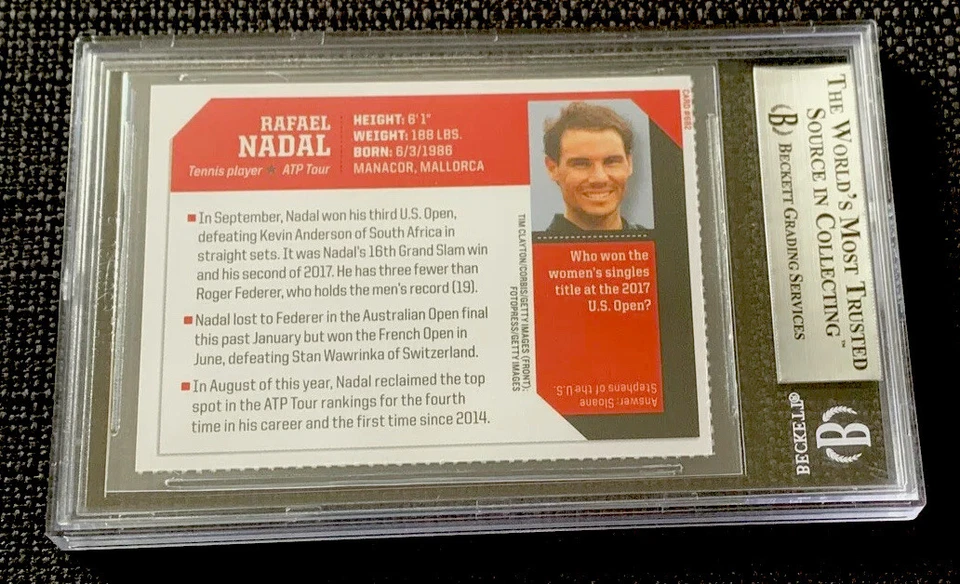 RAFAEL
NADAL
Tennis player ★ ATP Tour
HEIGHT: 6'1"
WEIGHT: 188 LBS.
BORN: 6/3/1986
MANACOR, MALLORCA
CARD #682
In September, Nadal won his third U.S. Open,
defeating Kevin Anderson of South Africa in
straight sets. It was Nadal's 16th Grand Slam win
and his second of 2017. He has three fewer than
Roger Federer, who holds the men's record (19).
Nadal lost to Federer in the Australian Open final
this past January but won the French Open in
June, defeating Stan Wawrinka of Switzerland.
In August of this year, Nadal reclaimed the top
spot in the ATP Tour rankings for the fourth
time in his career and the first time since 2014.
TIM CLAYTON/CORBIS/GETTY IMAGES (FRONT);
FOTOPRESS/GETTY IMAGES
Who won the
women's singles
title at the 2017
U.S. Open?
Answer: Sloane
Stephens of the U.S.
THE WORLD'S MOST TRUSTED
SOURCE IN COLLECTING™
B BECKETT GRADING SERVICES
BECKETT®
B